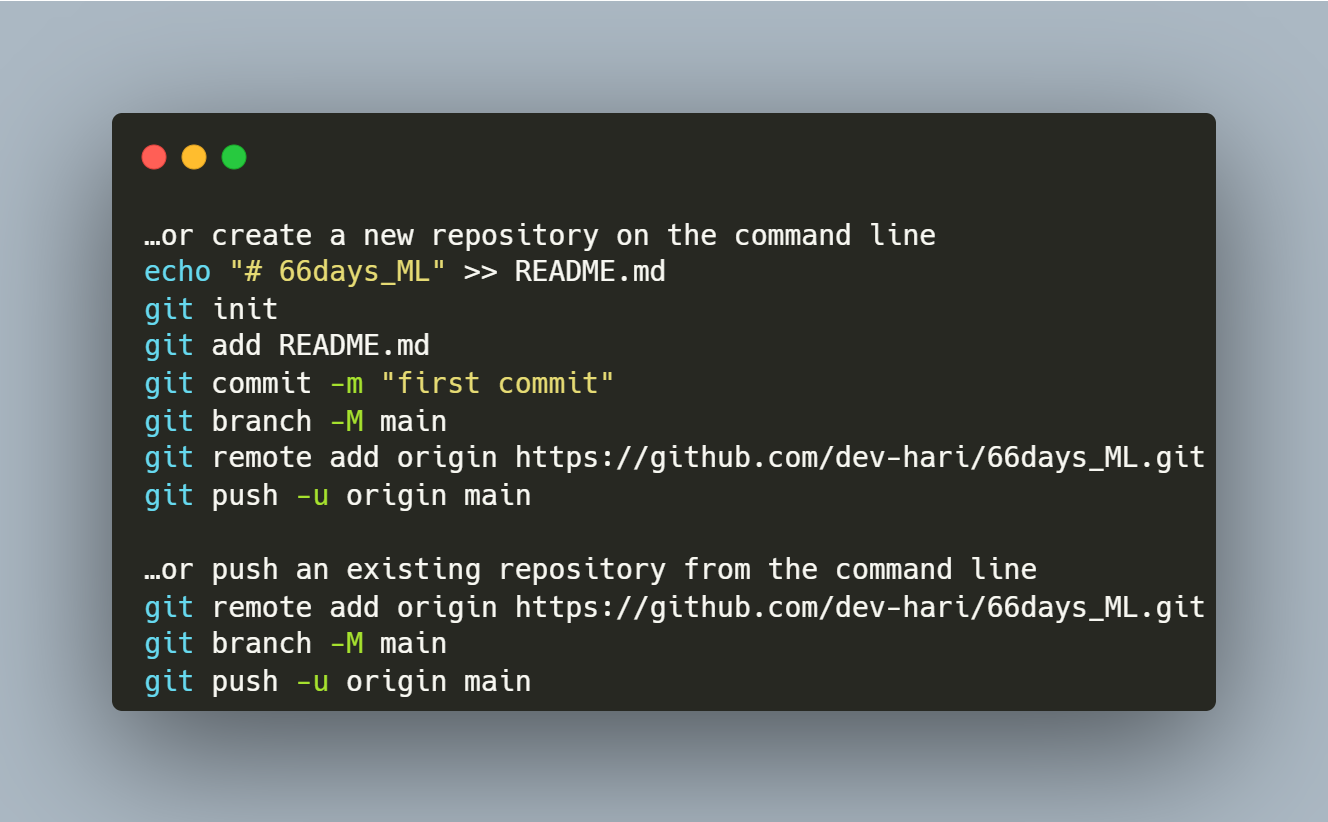 …or create a new repository on the command line
echo "# 66days_ML" >> README.md
git init
git add README.md
git commit -m "first commit"
git branch -M main
git remote add origin https://github.com/dev-hari/66days_ML.git
git push -u origin main
…or push an existing repository from the command line
git remote add origin https://github.com/dev-hari/66days_ML.git
git branch -M main
git push -u origin main